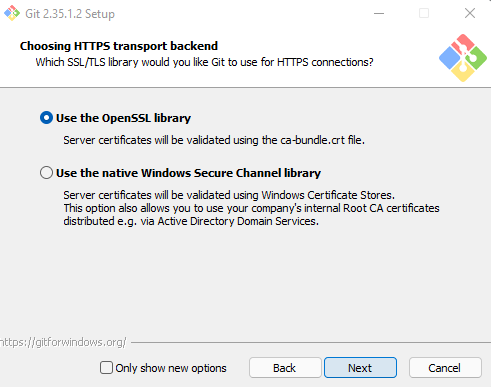 Git 2.35.1.2 Setup
Choosing HTTPS transport backend
Which SSL/TLS library would you like Git to use for HTTPS connections?
Use the OpenSSL library
Server certificates will be validated using the ca-bundle.crt file.
Use the native Windows Secure Channel library
Server certificates will be validated using Windows Certificate Stores.
This option also allows you to use your company's internal Root CA certificates
distributed e.g. via Active Directory Domain Services.
https://gitforwindows.org/
Only show new options
Back
Next
Cancel